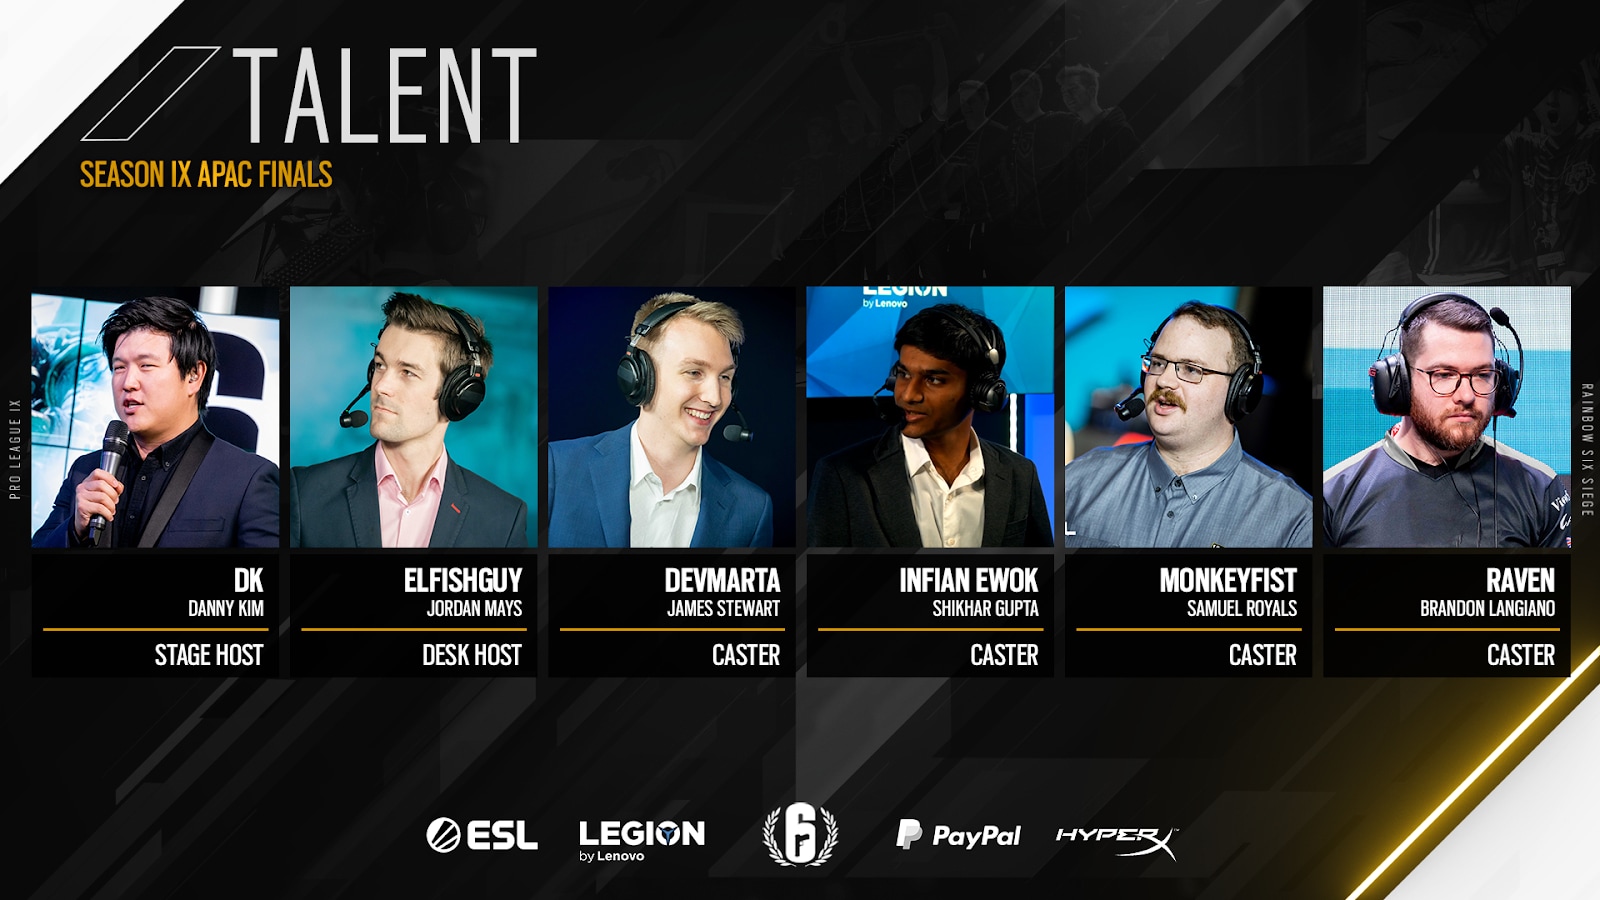 TALENT
SEASON IX APAC FINALS
PRO LEAGUE IX
RAINBOW SIX SIEGE
LEGION
by Lenovo
DK
DANNY KIM
STAGE HOST
ELFISHGUY
JORDAN MAYS
DESK HOST
DEVMARTA
JAMES STEWART
CASTER
INFIAN EWOK
SHIKHAR GUPTA
CASTER
MONKEYFIST
SAMUEL ROYALS
CASTER
RAVEN
BRANDON LANGIANO
CASTER
ESL
LEGION
by Lenovo
6
PayPal
HYPERX